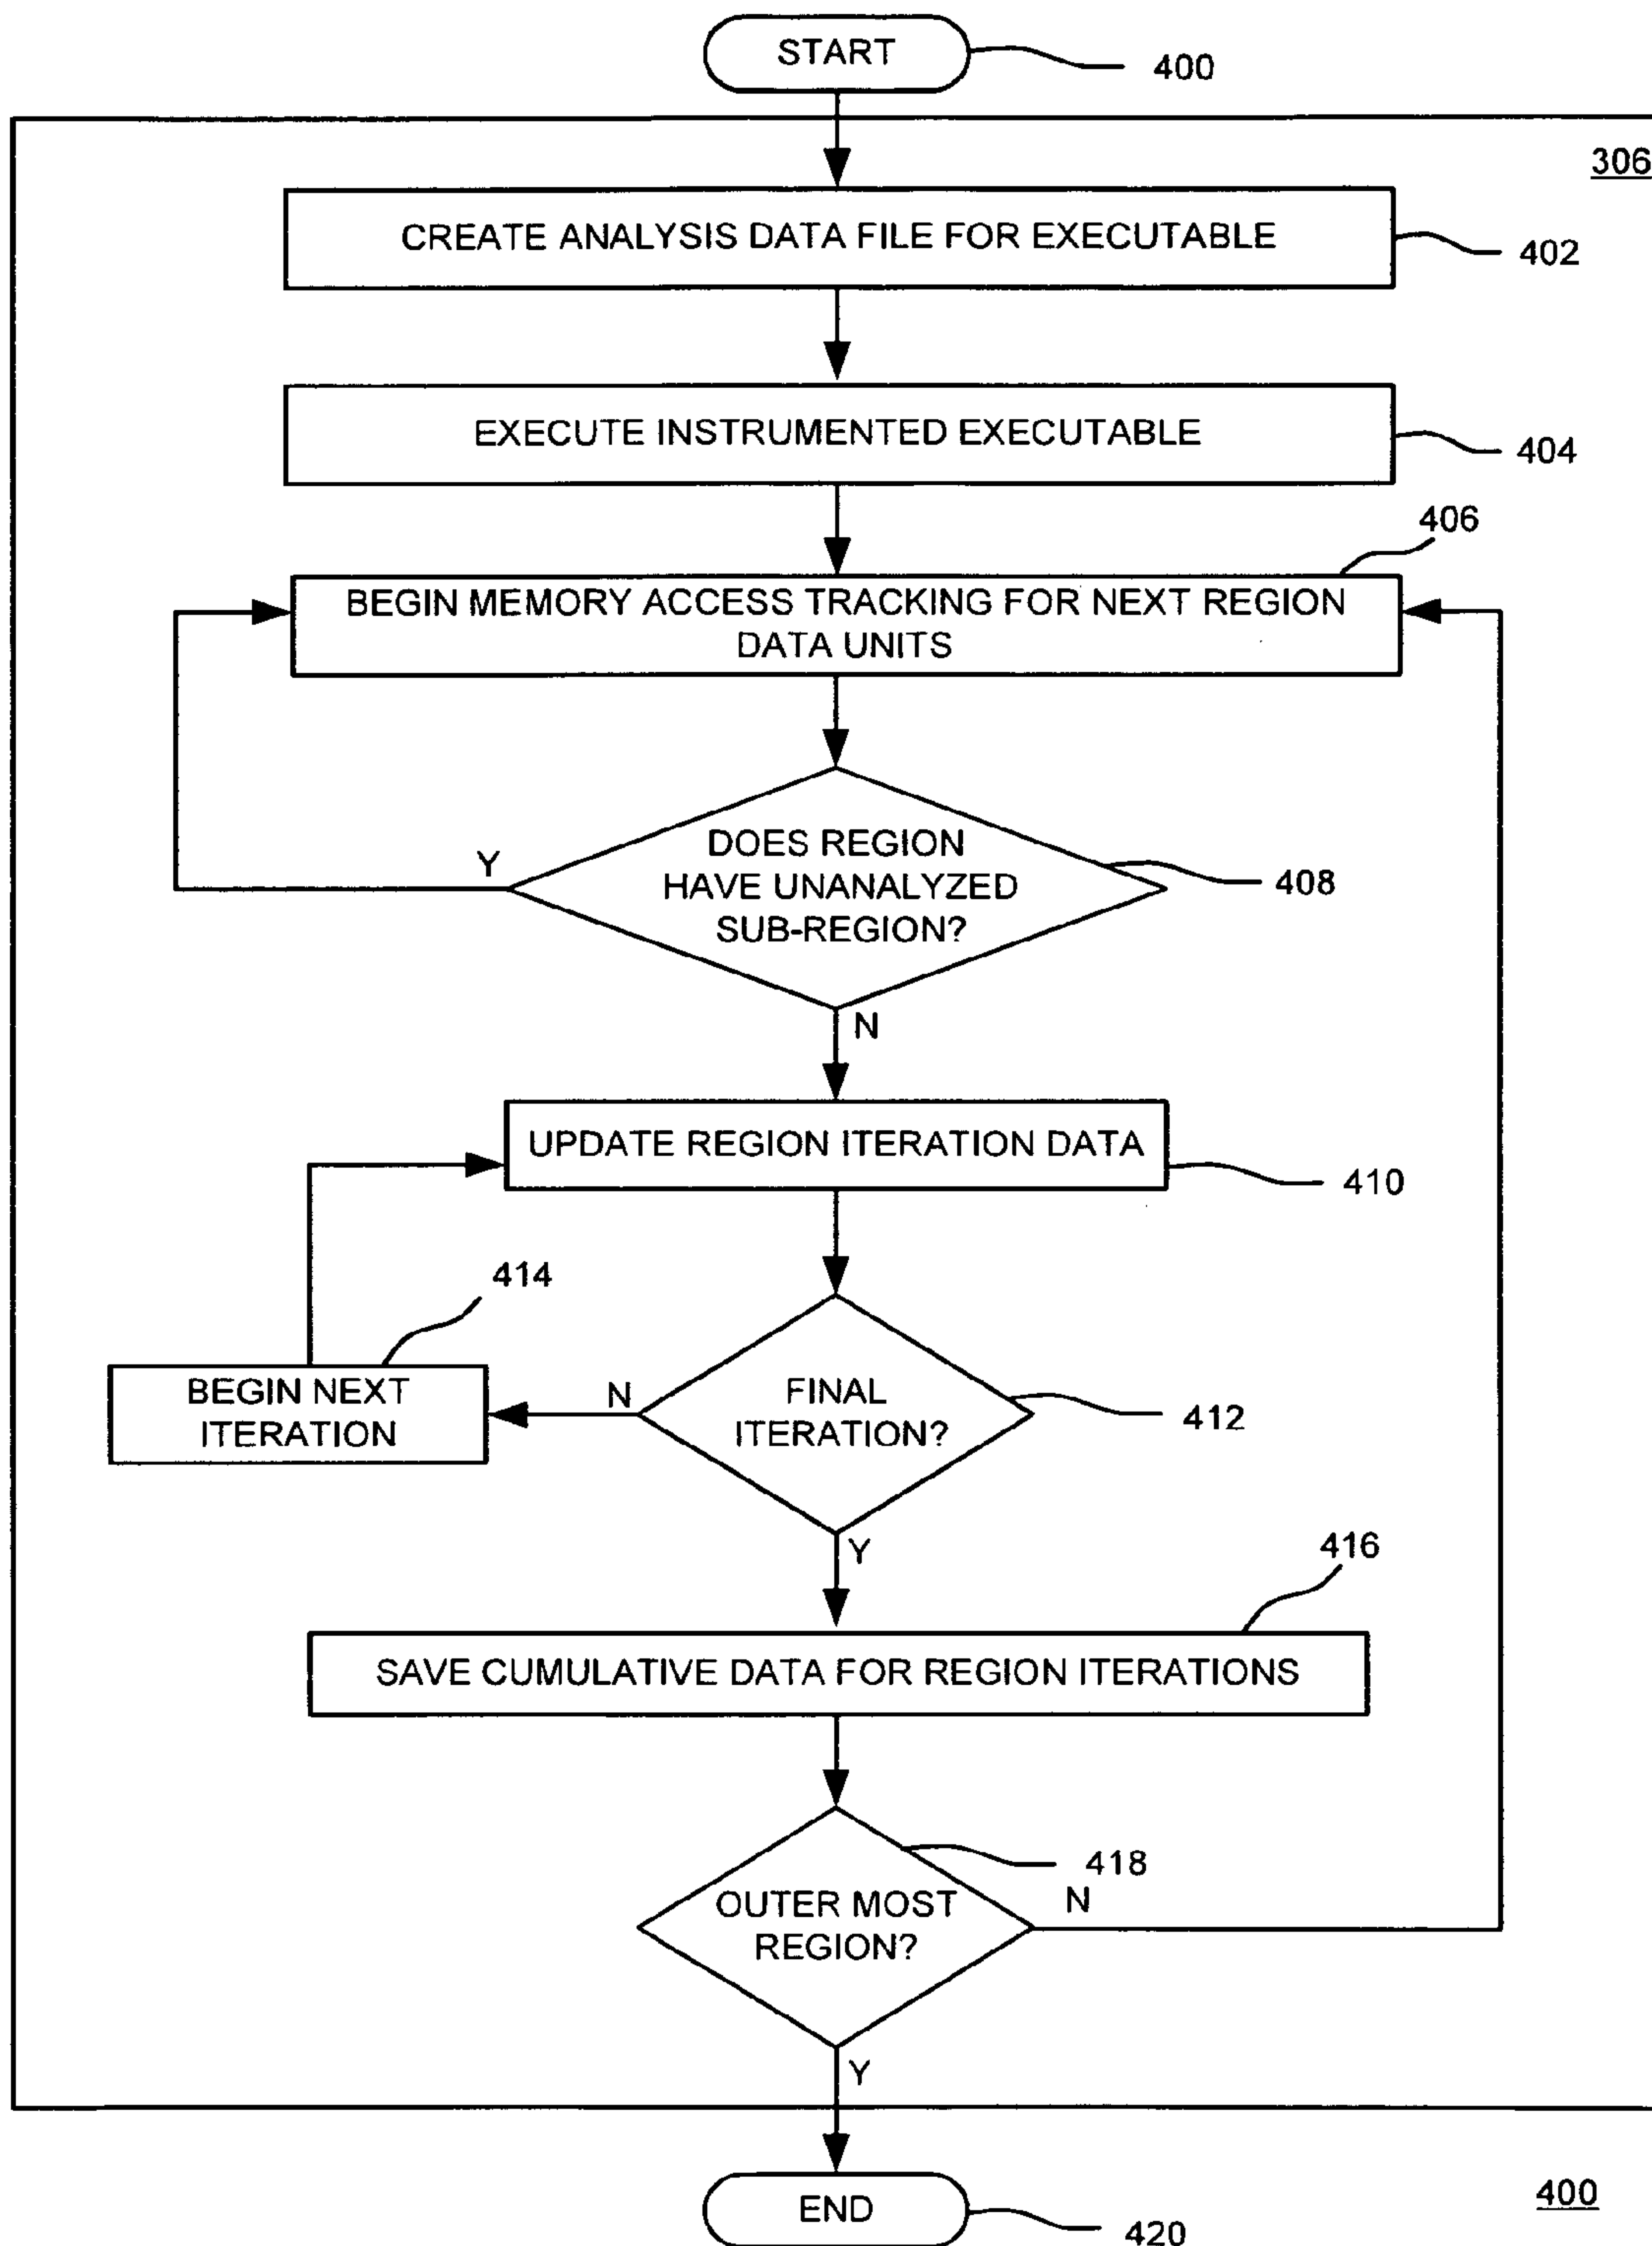 START
400
306
CREATE ANALYSIS DATA FILE FOR EXECUTABLE
402
EXECUTE INSTRUMENTED EXECUTABLE
404
406
BEGIN MEMORY ACCESS TRACKING FOR NEXT REGION
DATA UNITS
DOES REGION
HAVE UNANALYZED
SUB-REGION?
Y
408
N
UPDATE REGION ITERATION DATA
410
414
BEGIN NEXT
ITERATION
N
FINAL
ITERATION?
412
Y
416
SAVE CUMULATIVE DATA FOR REGION ITERATIONS
418
OUTER MOST
REGION?
N
Y
END
420
400